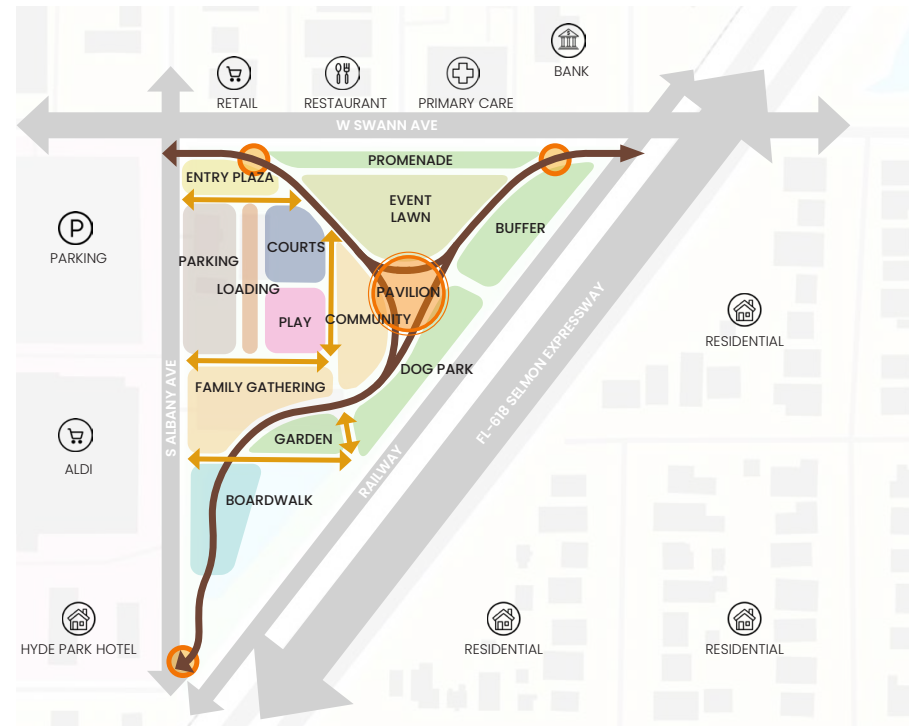 BANK
RETAIL
RESTAURANT
PRIMARY CARE
W SWANN AVE
PROMENADE
ENTRY PLAZA
EVENT
LAWN
BUFFER
P
PARKING
PARKING
COURTS
LOADING
PAVILION
PLAY
COMMUNITY
RESIDENTIAL
FL-618 SELMON EXPRESSWAY
DOG PARK
FAMILY GATHERING
S ALBANY AVE
GARDEN
ALDI
RAILWAY
BOARDWALK
HYDE PARK HOTEL
RESIDENTIAL
RESIDENTIAL